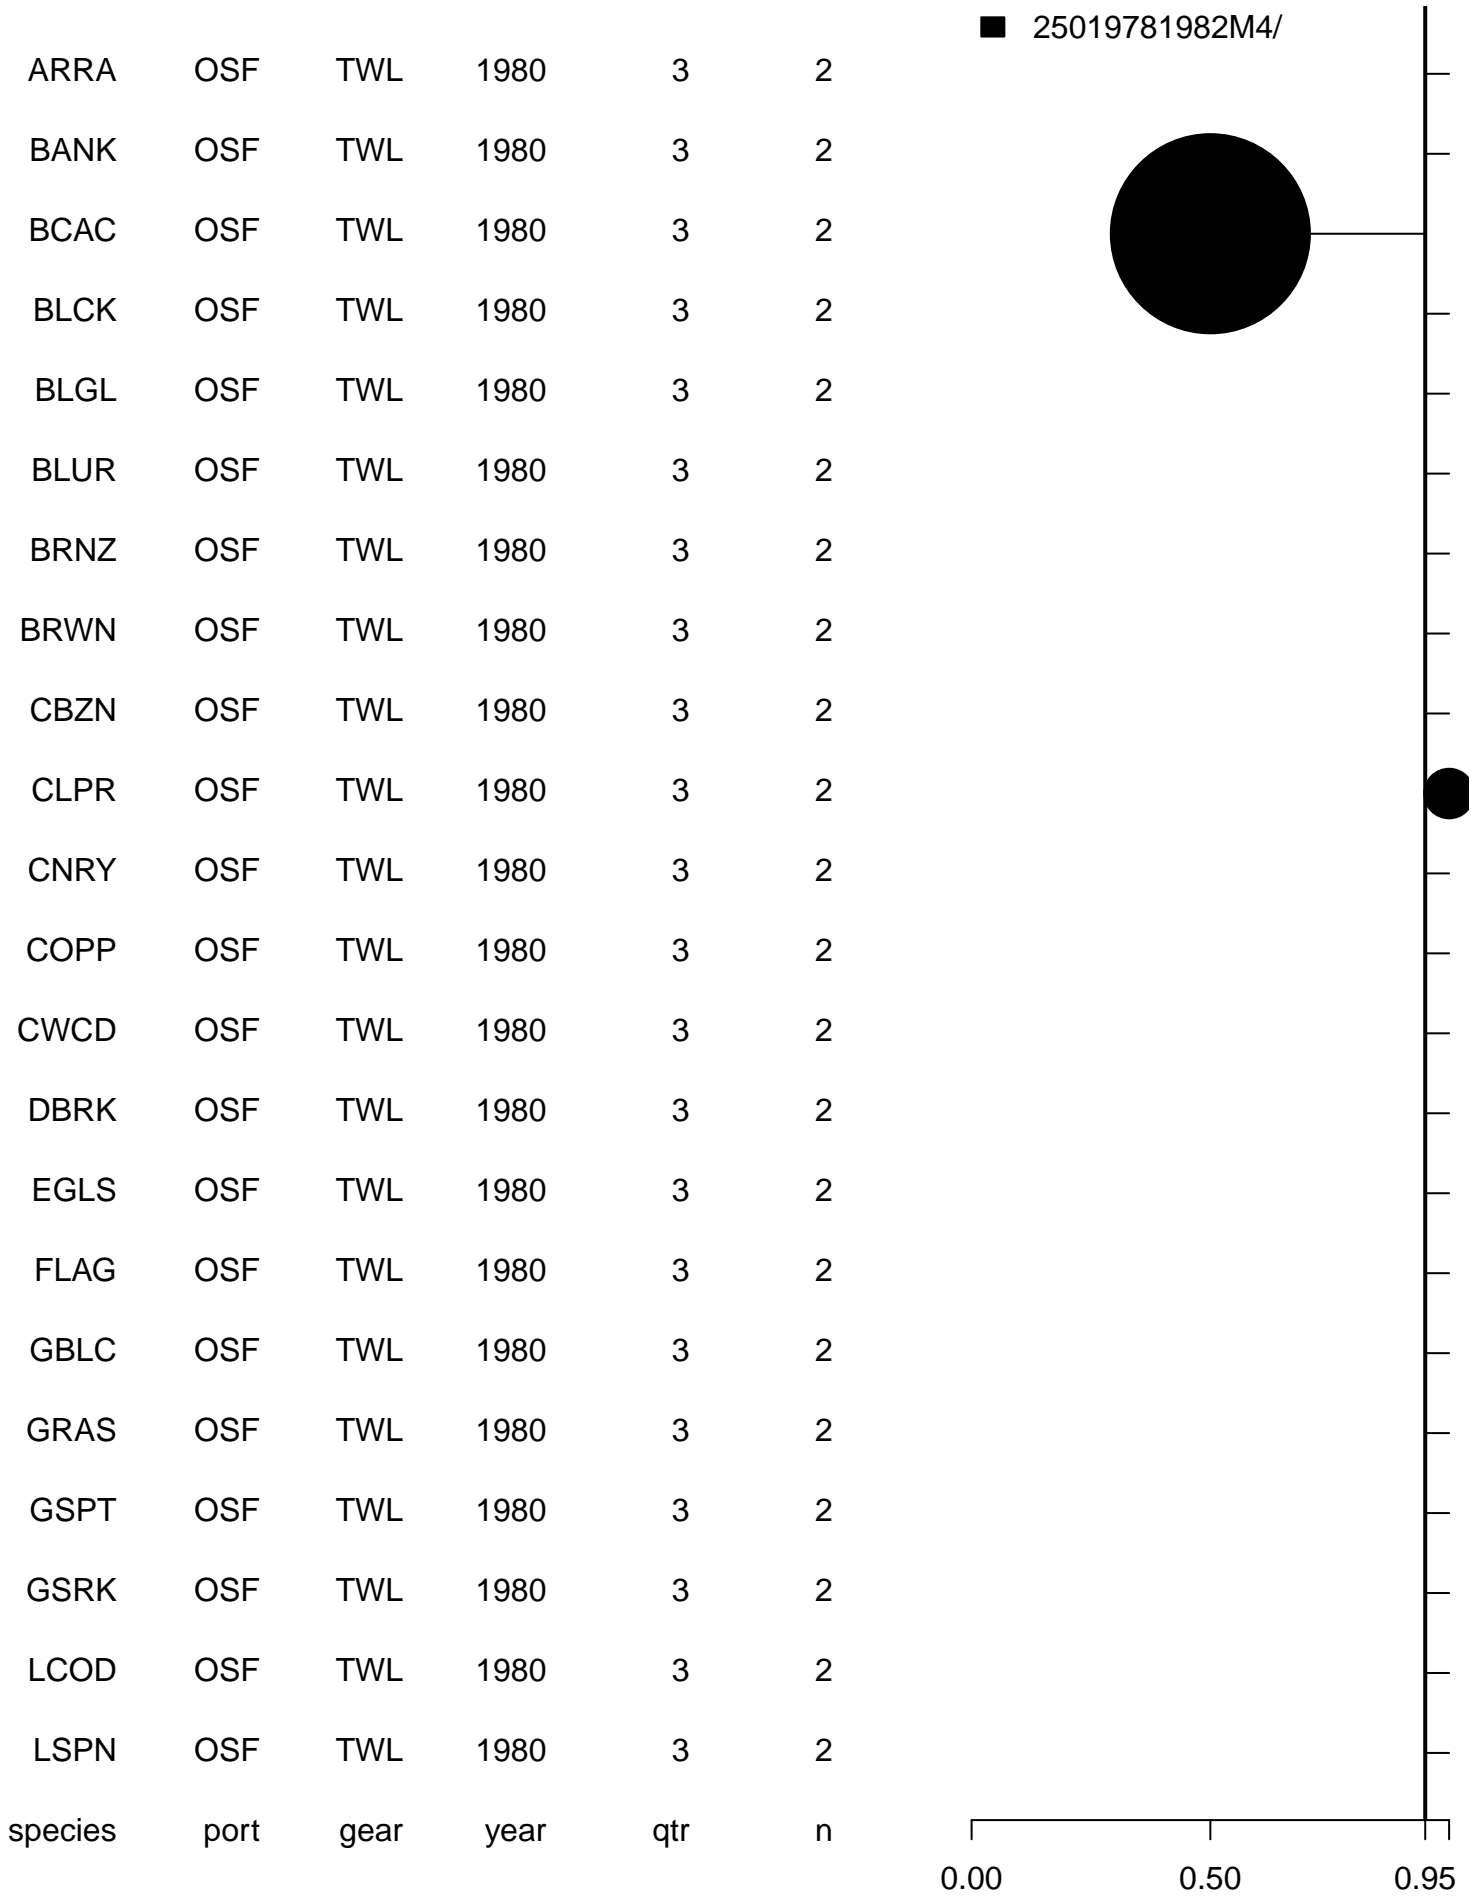 25019781982M4/
ARRA OSF TWL 1980 3 2
BANK OSF TWL 1980 3 2
BCAC OSF TWL 1980 3 2
BLCK OSF TWL 1980 3 2
BLGL OSF TWL 1980 3 2
BLUR OSF TWL 1980 3 2
BRNZ OSF TWL 1980 3 2
BRWN OSF TWL 1980 3 2
CBZN OSF TWL 1980 3 2
CLPR OSF TWL 1980 3 2
CNRY OSF TWL 1980 3 2
COPP OSF TWL 1980 3 2
CWCD OSF TWL 1980 3 2
DBRK OSF TWL 1980 3 2
EGLS OSF TWL 1980 3 2
FLAG OSF TWL 1980 3 2
GBLC OSF TWL 1980 3 2
GRAS OSF TWL 1980 3 2
GSPT OSF TWL 1980 3 2
GSRK OSF TWL 1980 3 2
LCOD OSF TWL 1980 3 2
LSPN OSF TWL 1980 3 2
species port gear year qtr n
0.00 0.50 0.95